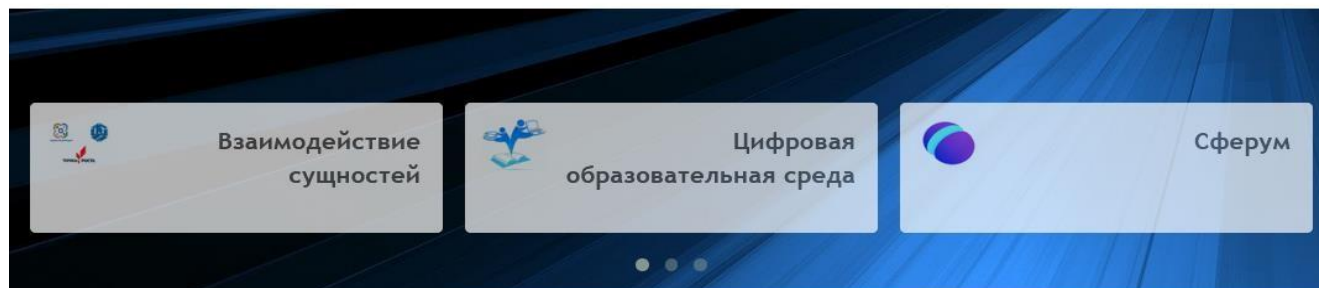 Взаимодействие
сущностей
Цифровая
образовательная среда
Сферум